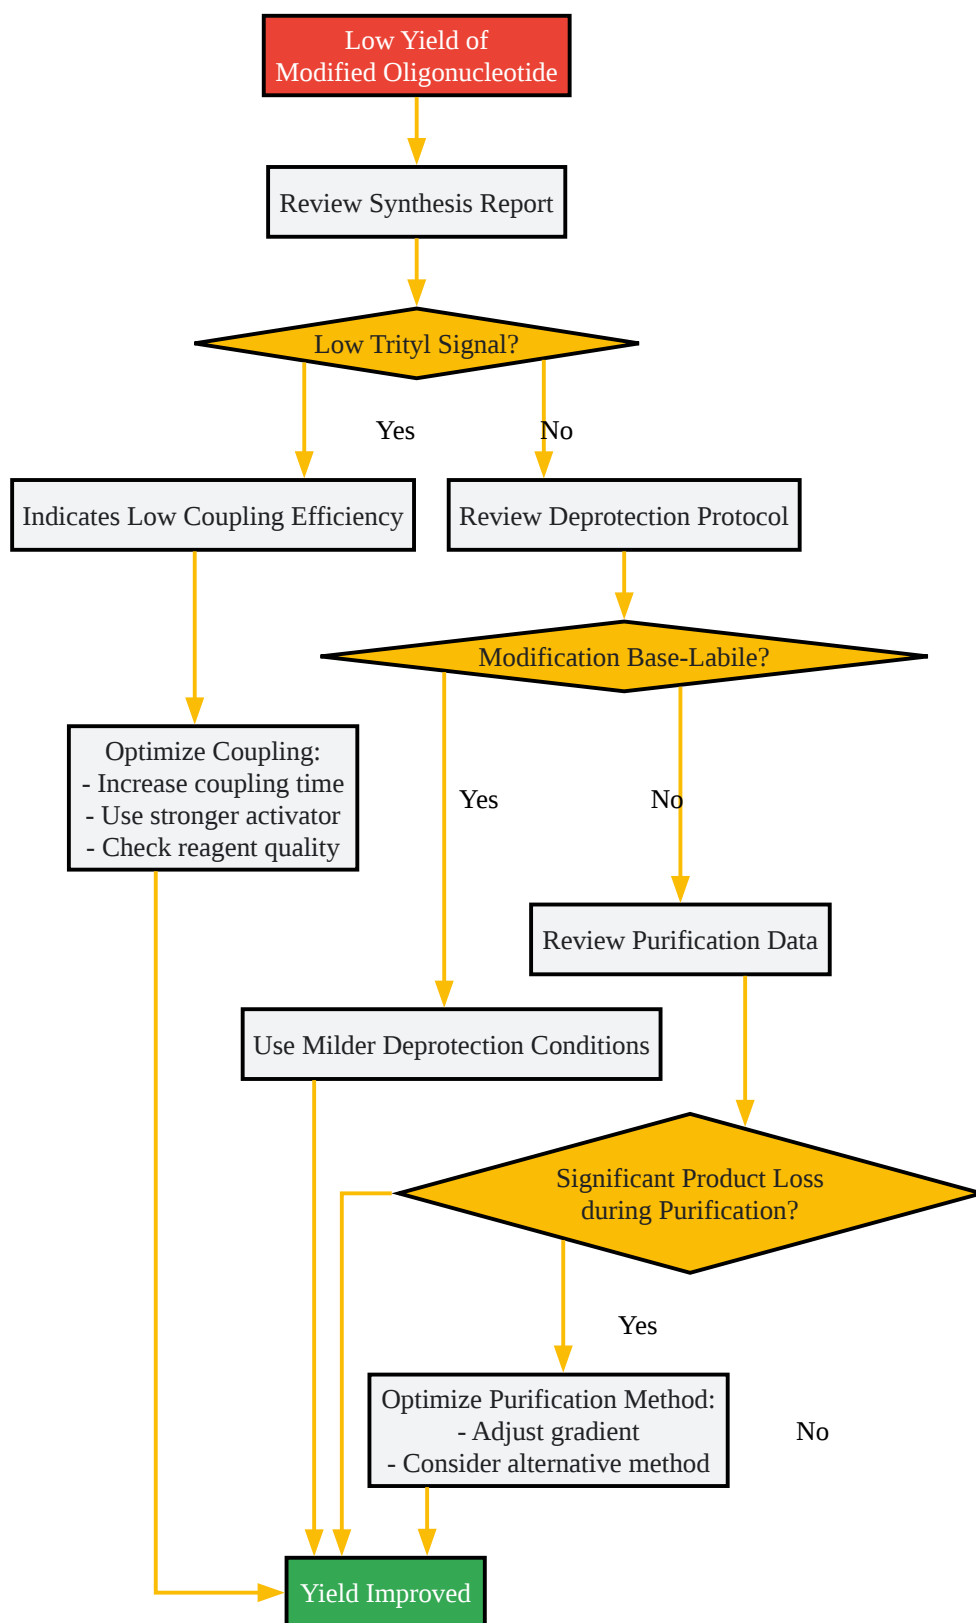 Low Yield of
Modified Oligonucleotide
Review Synthesis Report
Low Trityl Signal?
Yes
No
Indicates Low Coupling Efficiency
Review Deprotection Protocol
Modification Base-Labile?
Optimize Coupling:
- Increase coupling time
- Use stronger activator
- Check reagent quality
Yes
No
Review Purification Data
Use Milder Deprotection Conditions
Significant Product Loss
during Purification?
Yes
Optimize Purification Method:
- Adjust gradient
- Consider alternative method
No
Yield Improved